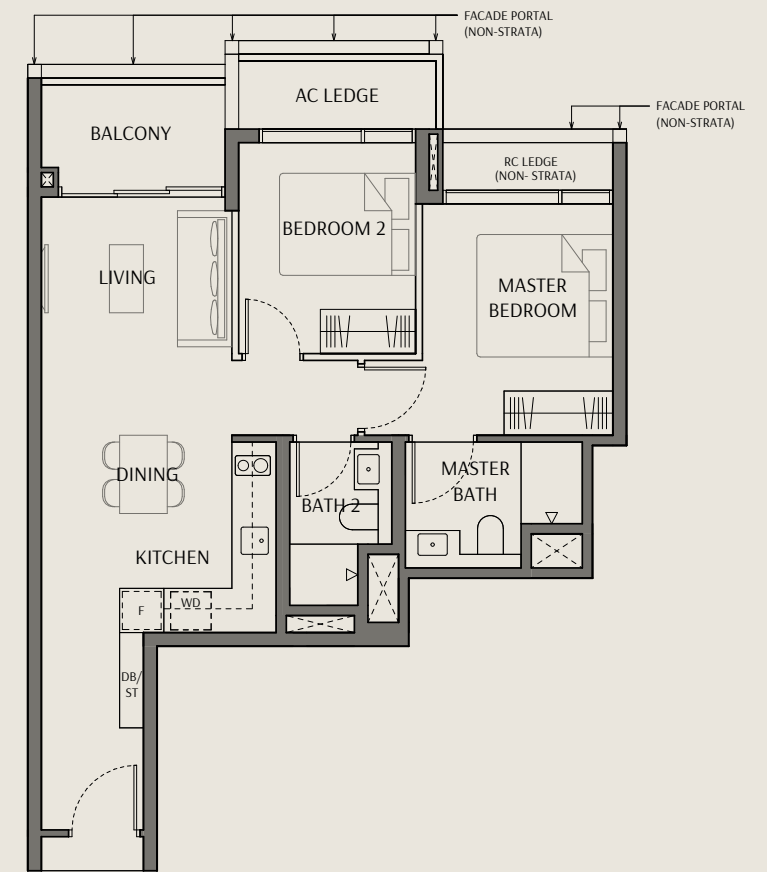 FACADE PORTAL
(NON-STRATA)
AC LEDGE
FACADE PORTAL
(NON-STRATA)
BALCONY
RC LEDGE
(NON- STRATA)
BEDROOM 2
LIVING
MASTER
BEDROOM
DINING
MASTER
BATH
BATH 2
KITCHEN
F
WD
DB/
ST